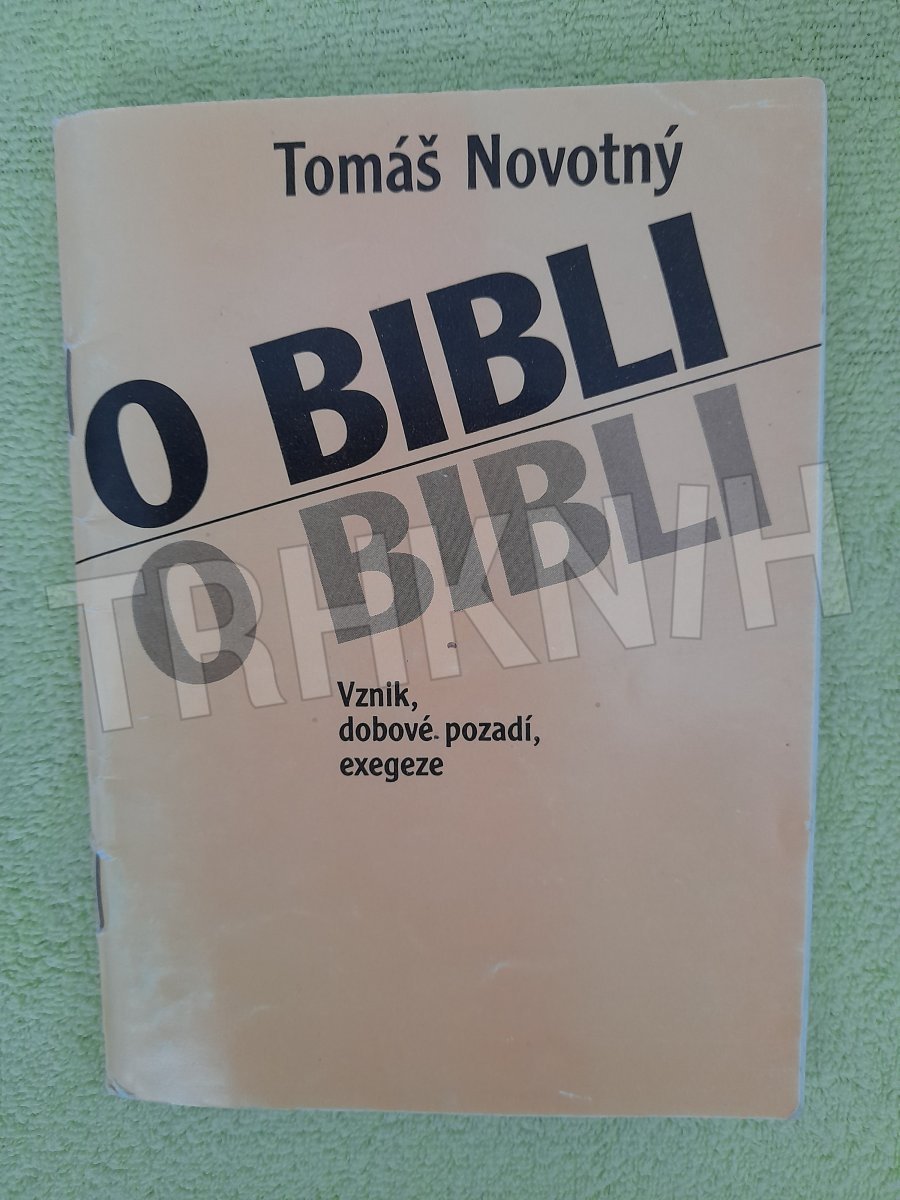 Tomáš Novotný
O BIBLI
O BIBLI
TRHKNIH
Vznik,
dobové pozadí,
exegeze